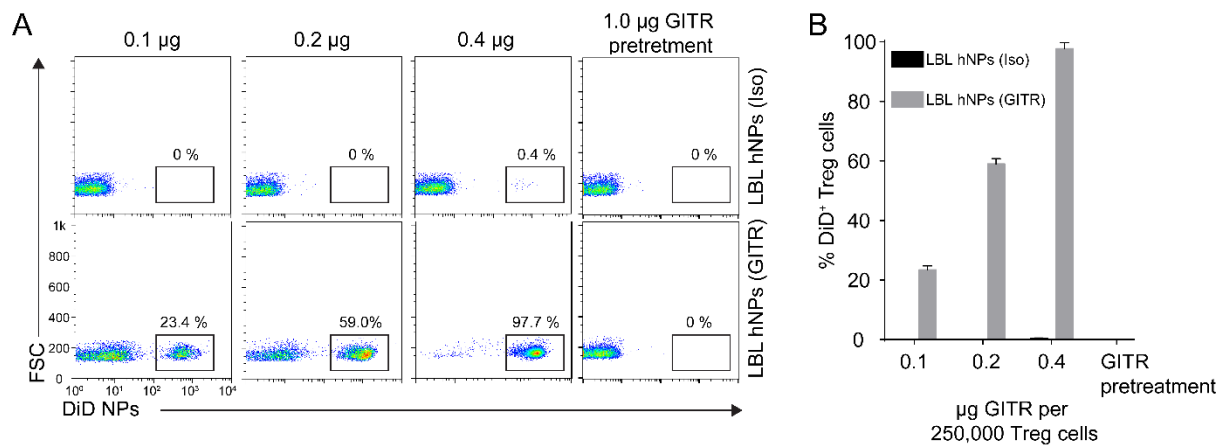 A
0.1 µg
0.2 µg
0.4 µg
1.0 µg GITR
pretretment
0 %
0 %
0.4 %
0 %
LBL hNPs (Iso)
1k
800
600
400
200
0
23.4 %
59.0%
97.7 %
0 %
LBL hNPs (GITR)
FSC
10⁰ 10¹ 10² 10³ 10⁴
DiD NPs
B
100
80
60
40
20
0
% DiD⁺ Treg cells
LBL hNPs (Iso)
LBL hNPs (GITR)
0.1
0.2
0.4
GITR
pretreatment
µg GITR per
250,000 Treg cells